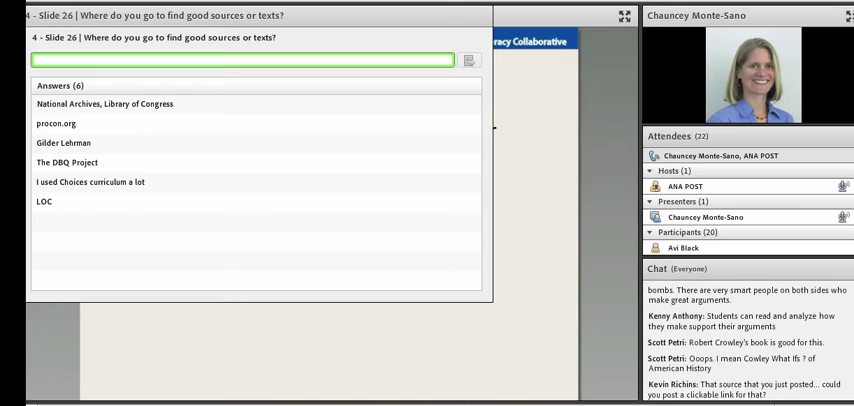 4 - Slide 26 | Where do you go to find good sources or texts?
4 - Slide 26 | Where do you go to find good sources or texts?
Answers (6)
National Archives, Library of Congress
procon.org
Gilder Lehrman
The DBQ Project
I used Choices curriculum a lot
LOC
racy Collaborative
Chauncey Monte-Sano
Attendees (22)
Chauncey Monte-Sano, ANA POST
Hosts (1)
ANA POST
Presenters (1)
Chauncey Monte-Sano
Participants (20)
Avi Black
Chat (Everyone)
bombs. There are very smart people on both sides who
make great arguments.
Kenny Anthony: Students can read and analyze how
they make support their arguments
Scott Petri: Robert Crowley's book is good for this.
Scott Petri: Ooops. I mean Cowley What Ifs ? of
American History
Kevin Richins: That source that you just posted... could
you post a clickable link for that?